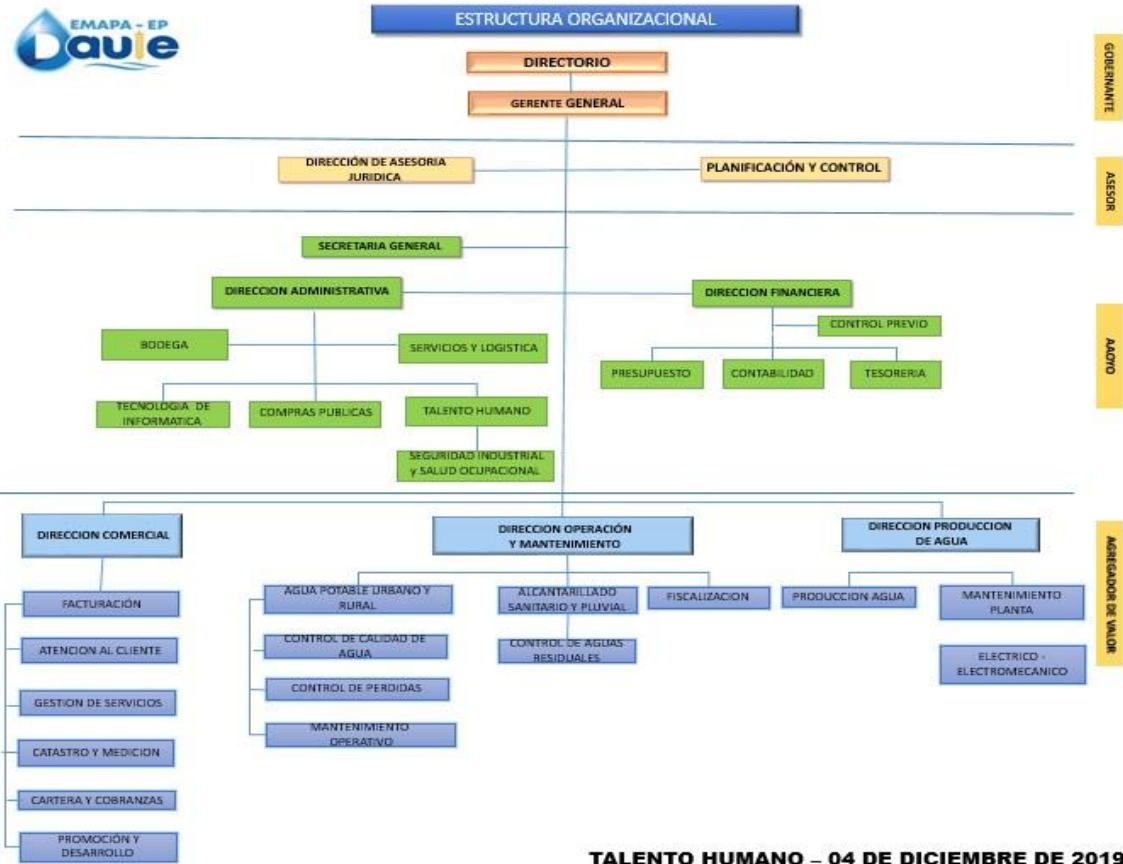 EMAPA - EP
Daule
ESTRUCTURA ORGANIZACIONAL
DIRECTORIO
GERENTE GENERAL
GOBERNANTE
DIRECCIÓN DE ASESORIA
JURIDICA
PLANIFICACIÓN Y CONTROL
ASESOR
SECRETARIA GENERAL
DIRECCION ADMINISTRATIVA
DIRECCION FINANCIERA
CONTROL PREVIO
BODEGA
SERVICIOS Y LOGISTICA
PRESUPUESTO
CONTABILIDAD
TESORERIA
AAOYO
TECNOLOGIA DE
INFORMATICA
COMPRAS PUBLICAS
TALENTO HUMANO
SEGURIDAD INDUSTRIAL
y SALUD OCUPACIONAL
DIRECCION COMERCIAL
DIRECCION OPERACIÓN
Y MANTENIMIENTO
DIRECCION PRODUCCION
DE AGUA
AGREGADOR DE VALOR
FACTURACIÓN
ATENCION AL CLIENTE
GESTION DE SERVICIOS
CATASTRO Y MEDICION
CARTERA Y COBRANZAS
PROMOCIÓN Y
DESARROLLO
AGUA POTABLE URBANO Y
RURAL
CONTROL DE CALIDAD DE
AGUA
CONTROL DE PERDIDAS
MANTENIMIENTO
OPERATIVO
ALCANTARILLADO
SANITARIO Y PLUVIAL
CONTROL DE AGUAS
RESIDUALES
FISCALIZACION
PRODUCCION AGUA
MANTENIMIENTO
PLANTA
ELECTRICO -
ELECTROMECANICO
TALENTO HUMANO – 04 DE DICIEMBRE DE 2019